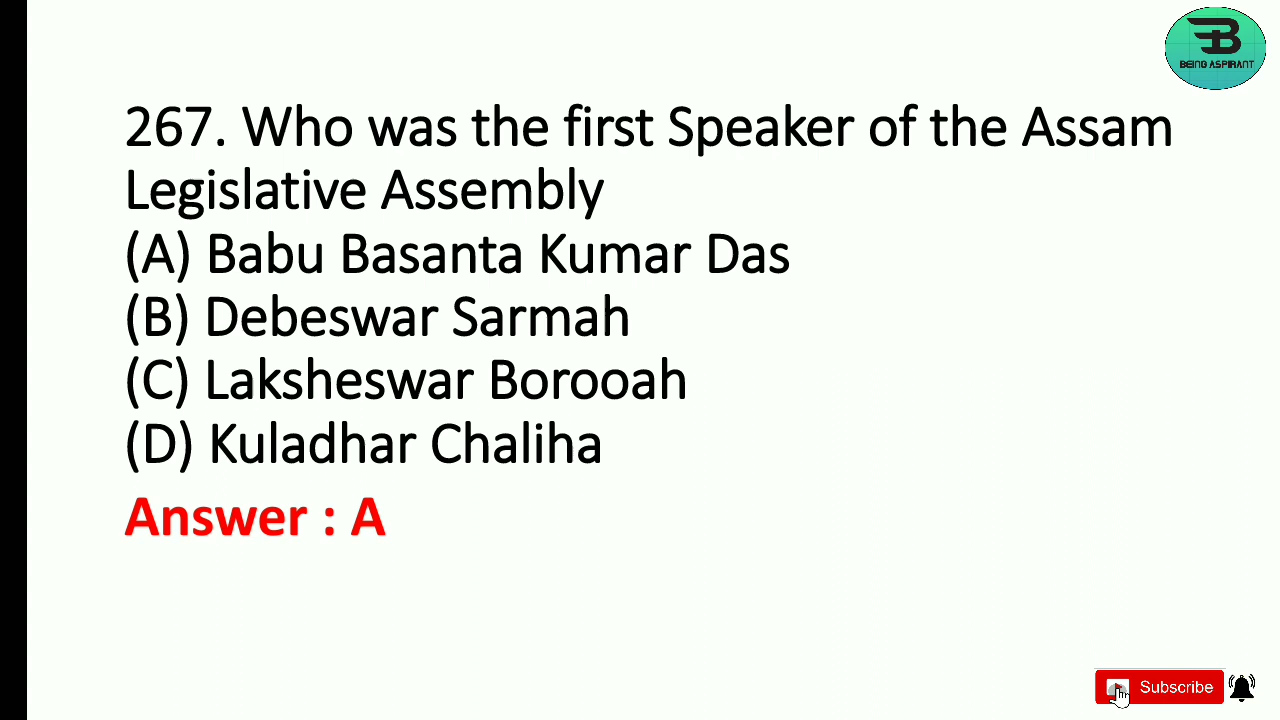 BEING ASPIRANT
267. Who was the first Speaker of the Assam
Legislative Assembly
(A) Babu Basanta Kumar Das
(B) Debeswar Sarmah
(C) Laksheswar Borooah
(D) Kuladhar Chaliha
Answer : A
Subscribe